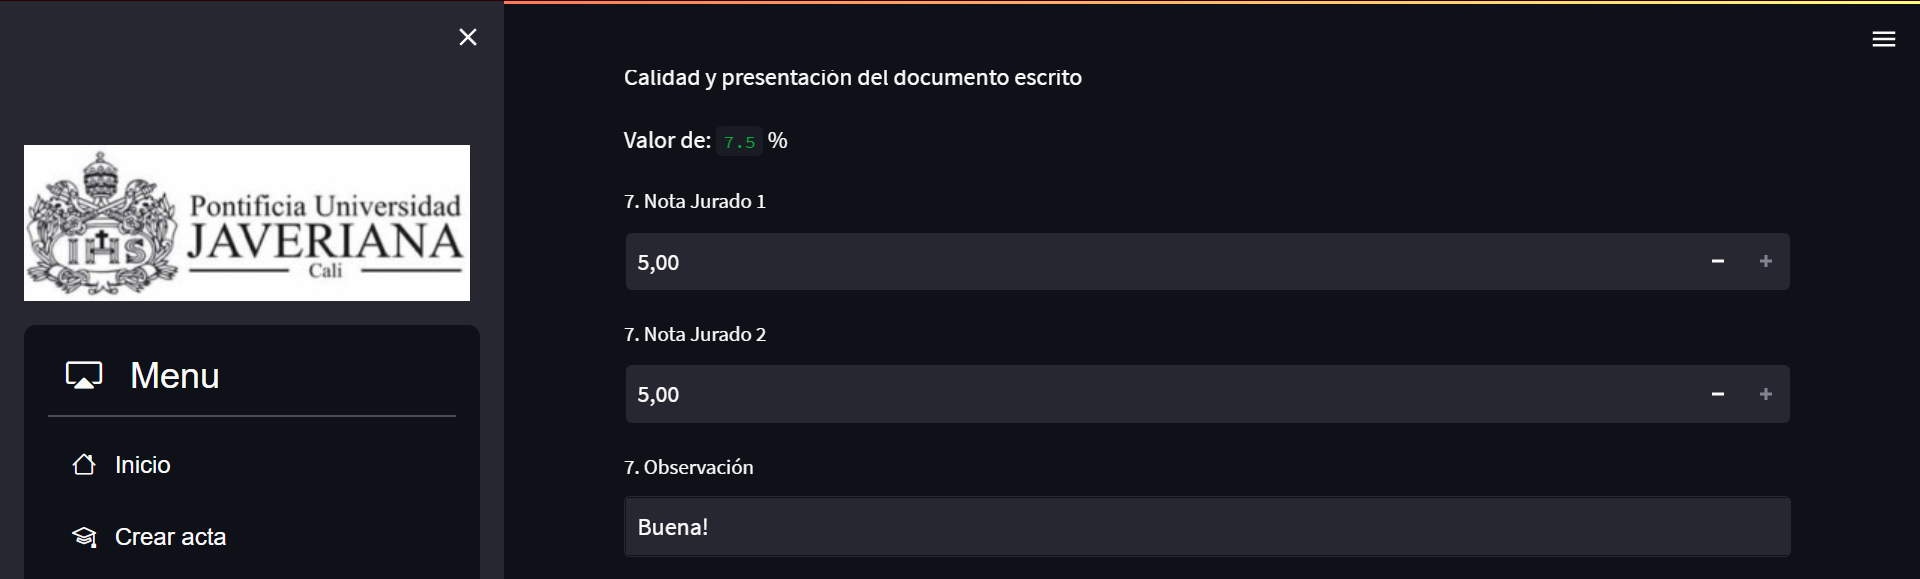 IHS
Pontificia Universidad
JAVERIANA
Cali
Menu
Inicio
Crear acta
Calidad y presentación del documento escrito
Valor de: 7.5 %
7. Nota Jurado 1
5,00
7. Nota Jurado 2
5,00
7. Observación
Buena!